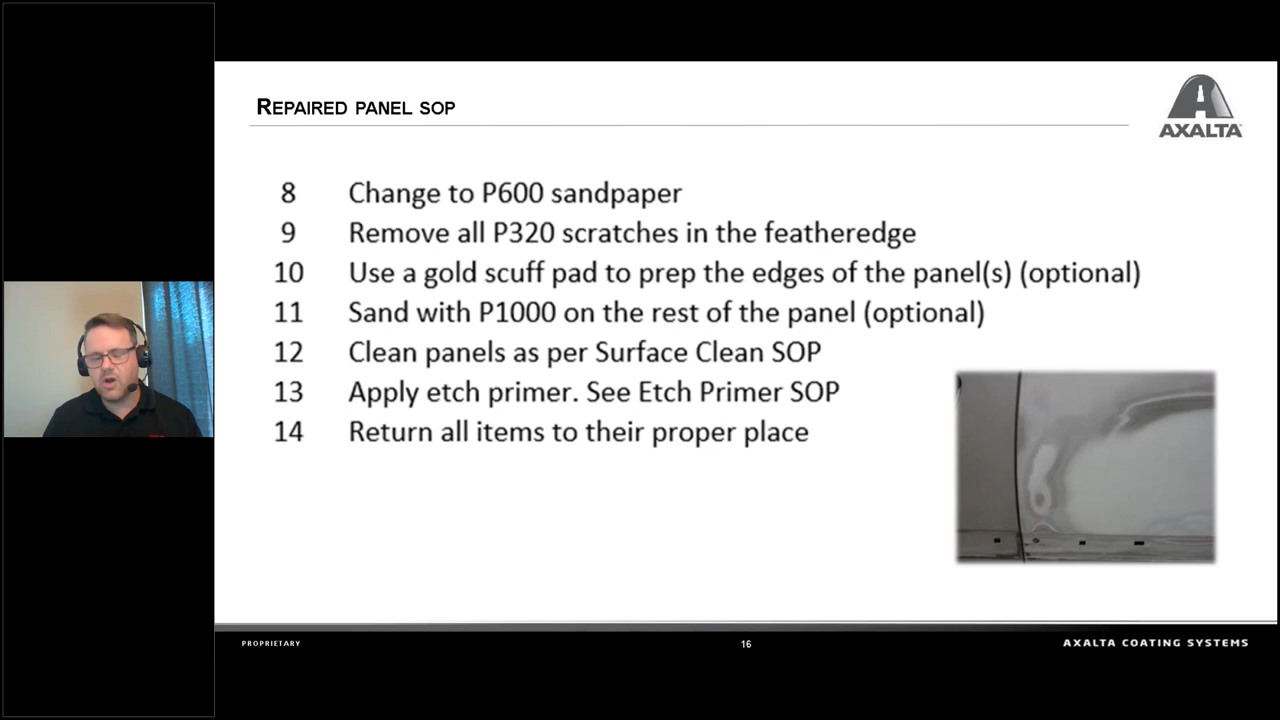 REPAIRED PANEL SOP
AXALTA
8 Change to P600 sandpaper
9 Remove all P320 scratches in the featheredge
10 Use a gold scuff pad to prep the edges of the panel(s) (optional)
11 Sand with P1000 on the rest of the panel (optional)
12 Clean panels as per Surface Clean SOP
13 Apply etch primer. See Etch Primer SOP
14 Return all items to their proper place
PROPRIETARY
16
AXALTA COATING SYSTEMS